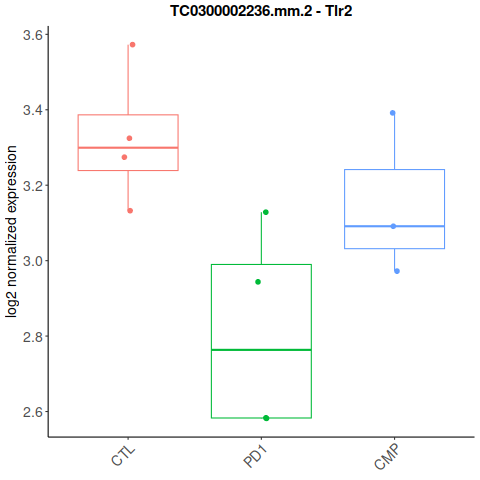 TC0300002236.mm.2 - Tlr2
log2 normalized expression
3.6
3.4
3.2
3.0
2.8
2.6
CTL
PD1
CMP